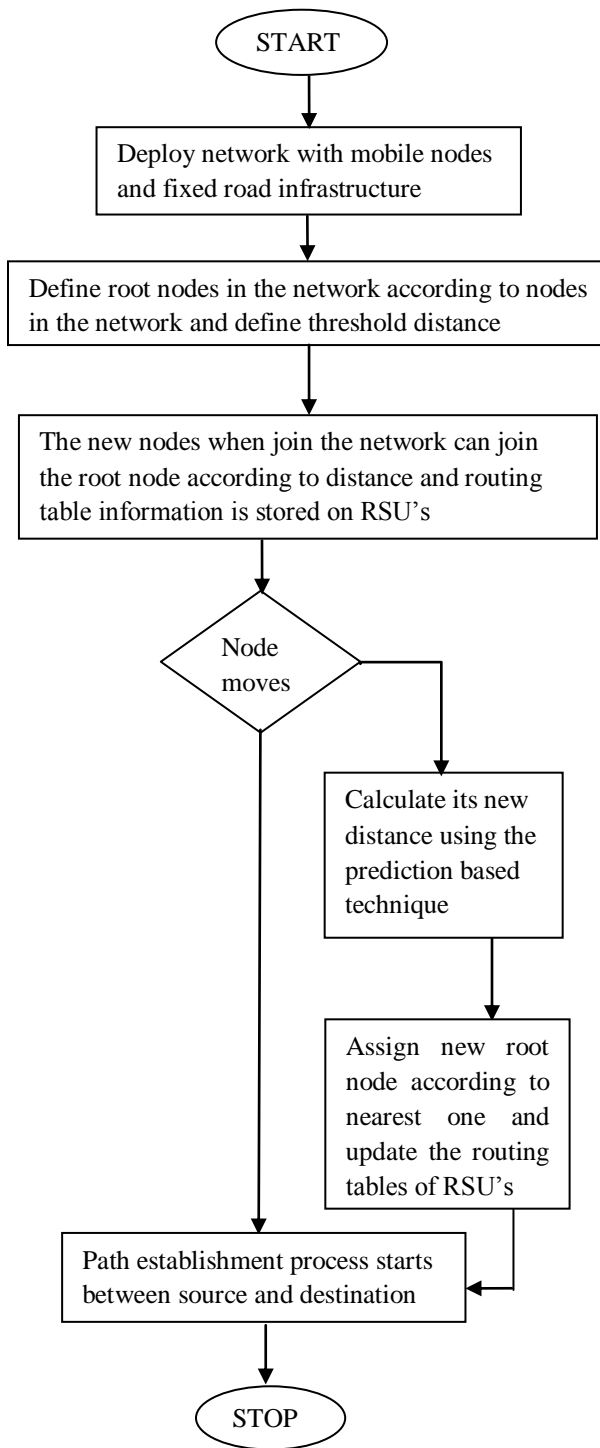 START
Deploy network with mobile nodes
and fixed road infrastructure
Define root nodes in the network according to nodes
in the network and define threshold distance
The new nodes when join the network can join
the root node according to distance and routing
table information is stored on RSU’s
Node
moves
Calculate its new
distance using the
prediction based
technique
Assign new root
node according to
nearest one and
update the routing
tables of RSU’s
Path establishment process starts
between source and destination
STOP